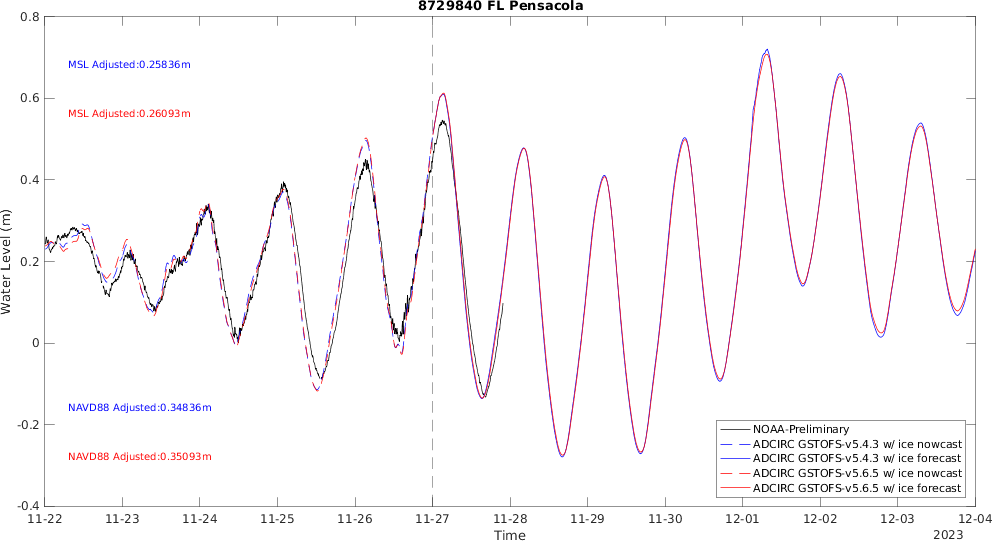 8729840 FL Pensacola
0.8
0.6
0.4
0.2
0
-0.2
-0.4
Water Level (m)
MSL Adjusted:0.25836m
MSL Adjusted:0.26093m
NAVD88 Adjusted:0.34836m
NAVD88 Adjusted:0.35093m
NOAA-Preliminary
ADCIRC GSTOFS-v5.4.3 w/ ice nowcast
ADCIRC GSTOFS-v5.4.3 w/ ice forecast
ADCIRC GSTOFS-v5.6.5 w/ ice nowcast
ADCIRC GSTOFS-v5.6.5 w/ ice forecast
11-22 11-23 11-24 11-25 11-26 11-27 11-28 11-29 11-30 12-01 12-02 12-03 12-04
Time
2023